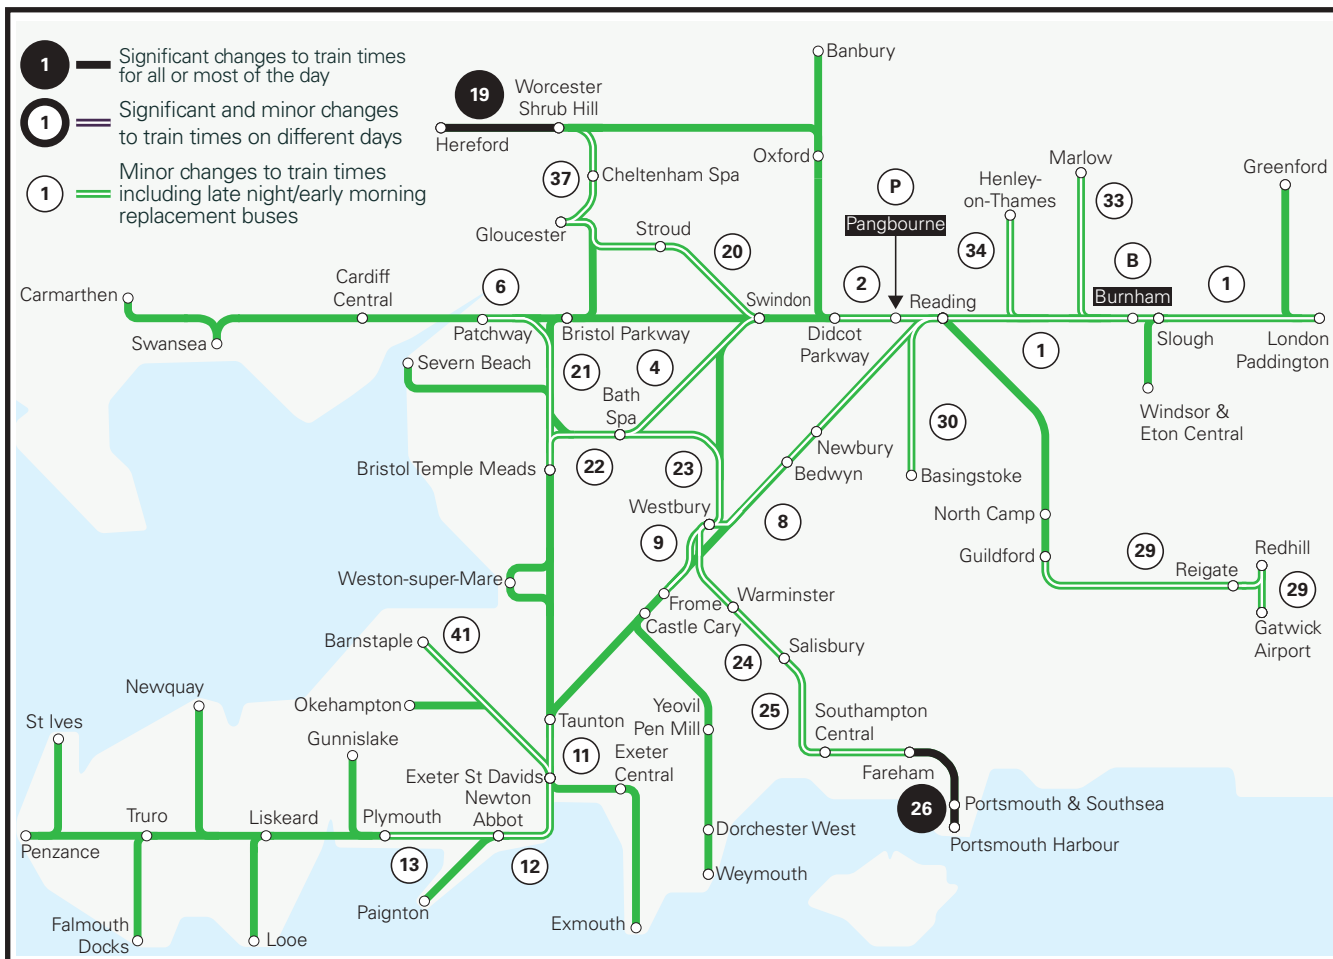 1
Significant changes to train times
for all or most of the day
1
Significant and minor changes
to train times on different days
1
Minor changes to train times
including late night/early morning
replacement buses
19
Worcester
Shrub Hill
Hereford
37
Cheltenham Spa
Gloucester
Stroud
20
Banbury
Oxford
P
Pangbourne
Henley-
on-Thames
34
Marlow
33
B
Burnham
Greenford
1
Carmarthen
Swansea
Cardiff
Central
6
Patchway
Bristol Parkway
Swindon
2
Didcot
Parkway
Reading
1
Slough
London
Paddington
Windsor &
Eton Central
Severn Beach
21
4
Bath
Spa
Bristol Temple Meads
22
23
Newbury
Bedwyn
30
Basingstoke
Westbury
9
8
North Camp
Guildford
29
Reigate
Redhill
29
Gatwick
Airport
Weston-super-Mare
Frome
Castle Cary
Warminster
Salisbury
24
25
Barnstaple
41
Okehampton
Newquay
St Ives
Gunnislake
Taunton
11
Exeter St Davids
Exeter
Central
Newton
Abbot
Yeovil
Pen Mill
Southampton
Central
Fareham
26
Portsmouth & Southsea
Portsmouth Harbour
Penzance
Truro
Liskeard
Plymouth
13
12
Paignton
Dorchester West
Weymouth
Falmouth
Docks
Looe
Exmouth